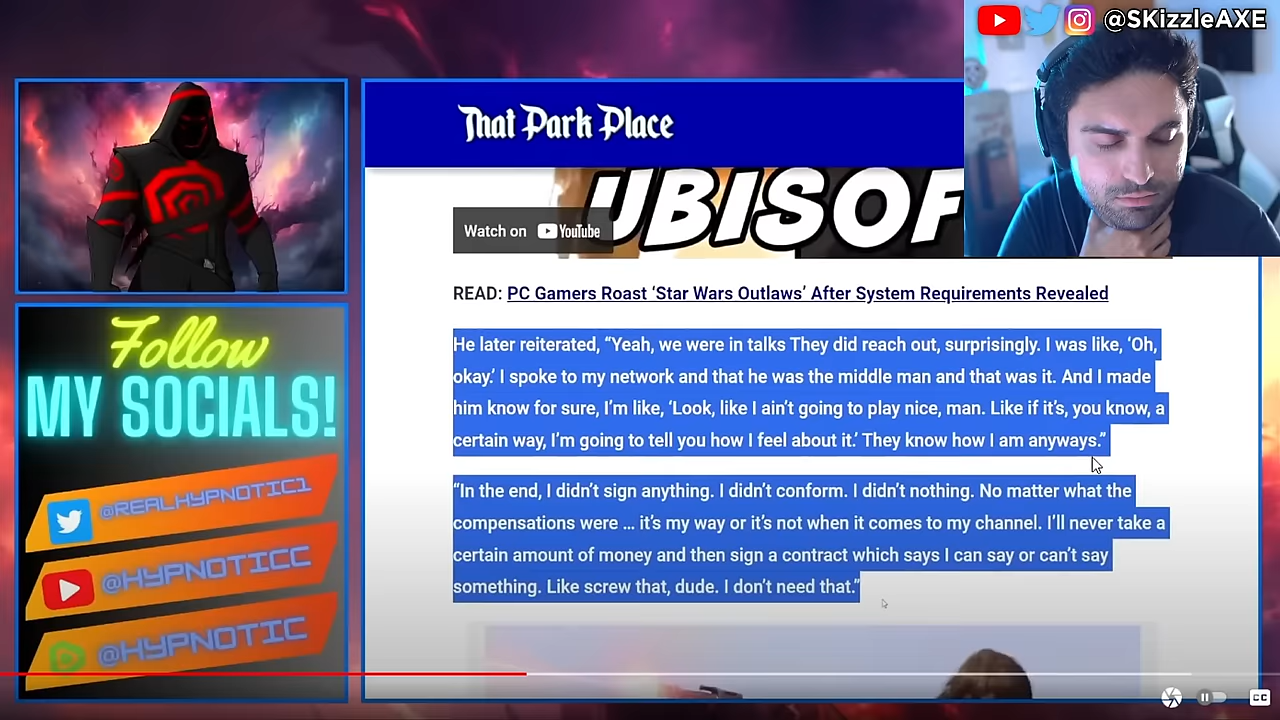 @SKizzleAXE
That Park Place
UBISOF
Watch on YouTube
READ: PC Gamers Roast ‘Star Wars Outlaws’ After System Requirements Revealed
He later reiterated, “Yeah, we were in talks They did reach out, surprisingly. I was like, ‘Oh,
okay.’ I spoke to my network and that he was the middle man and that was it. And I made
him know for sure, I’m like, ‘Look, like I ain’t going to play nice, man. Like if it’s, you know, a
certain way, I’m going to tell you how I feel about it.’ They know how I am anyways.”
“In the end, I didn’t sign anything. I didn’t conform. I didn’t nothing. No matter what the
compensations were … it’s my way or it’s not when it comes to my channel. I’ll never take a
certain amount of money and then sign a contract which says I can say or can’t say
something. Like screw that, dude. I don’t need that.”
Follow
MY SOCIALS!
@REALHYPNOTIC1
@HYPNOTICC
@HYPNOTIC
CC